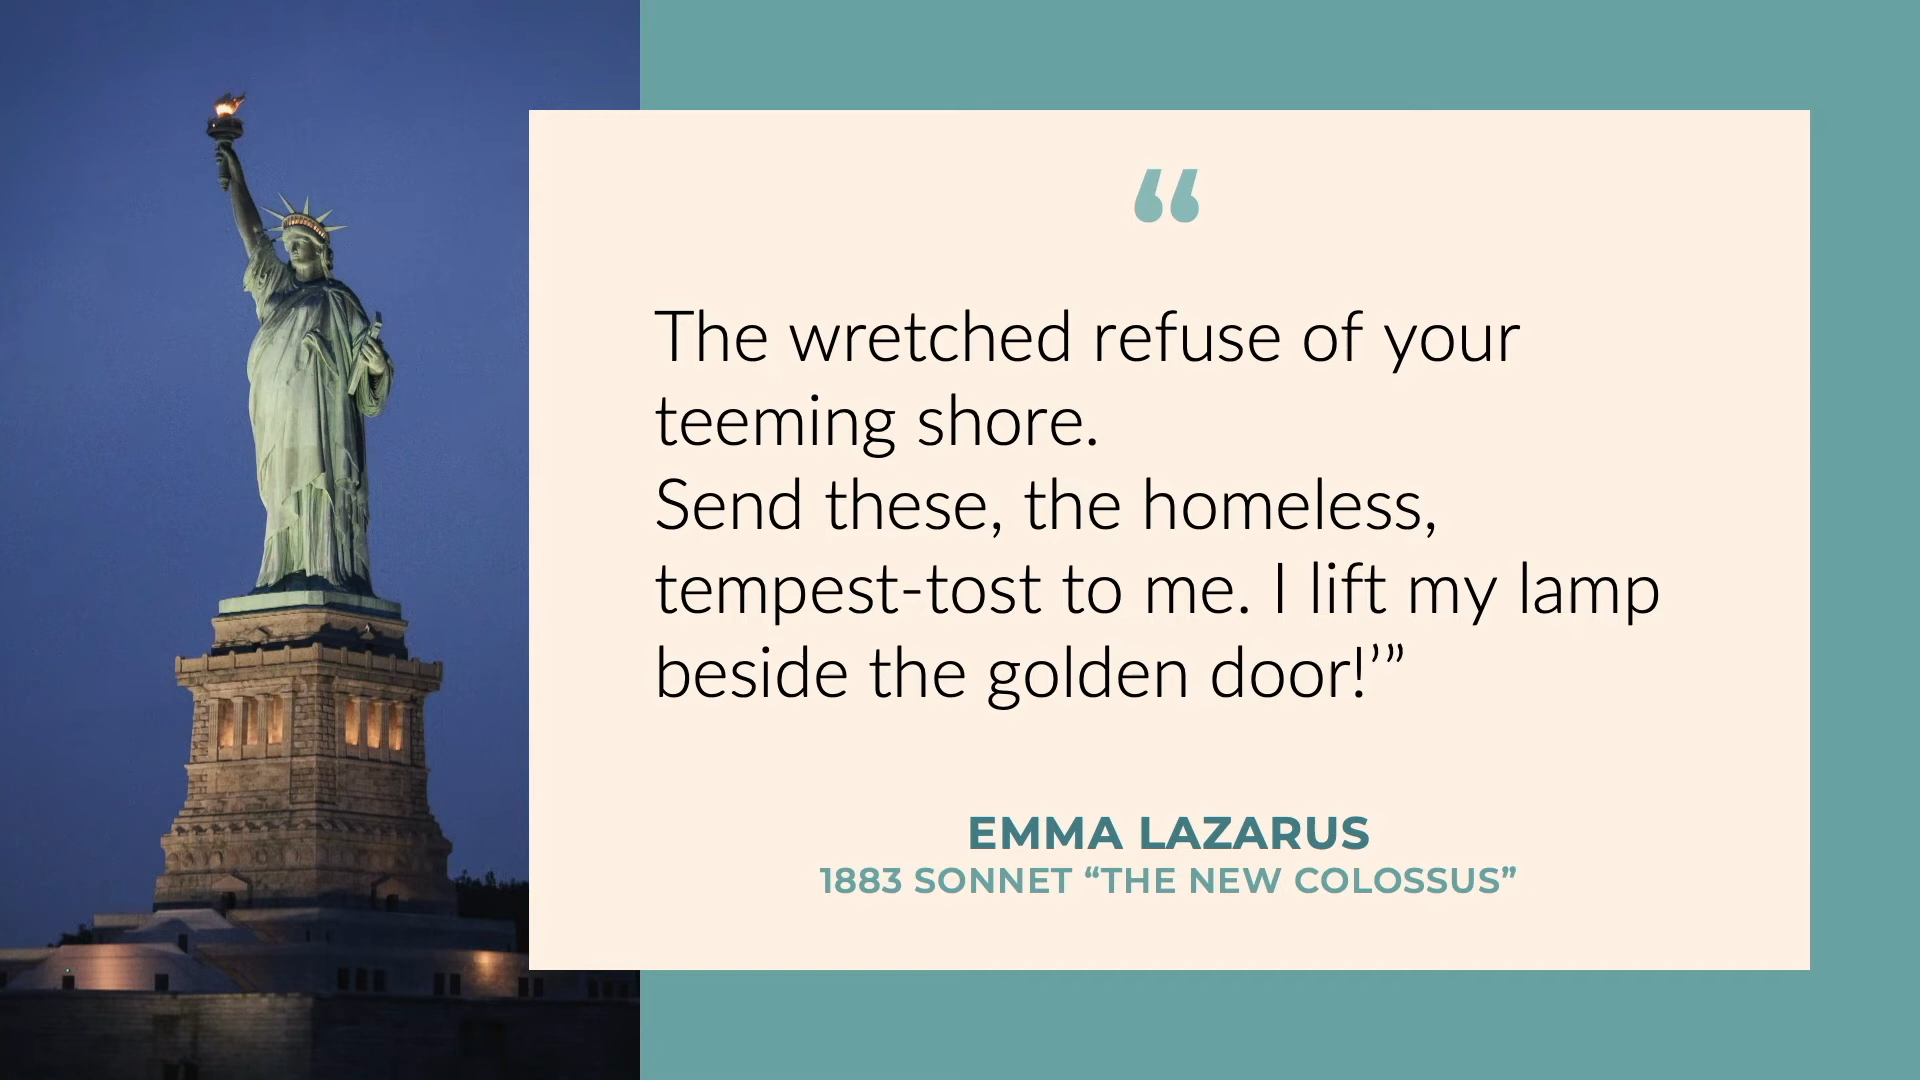 “
The wretched refuse of your
teeming shore.
Send these, the homeless,
tempest-tost to me. I lift my lamp
beside the golden door!’”
EMMA LAZARUS
1883 SONNET “THE NEW COLOSSUS”